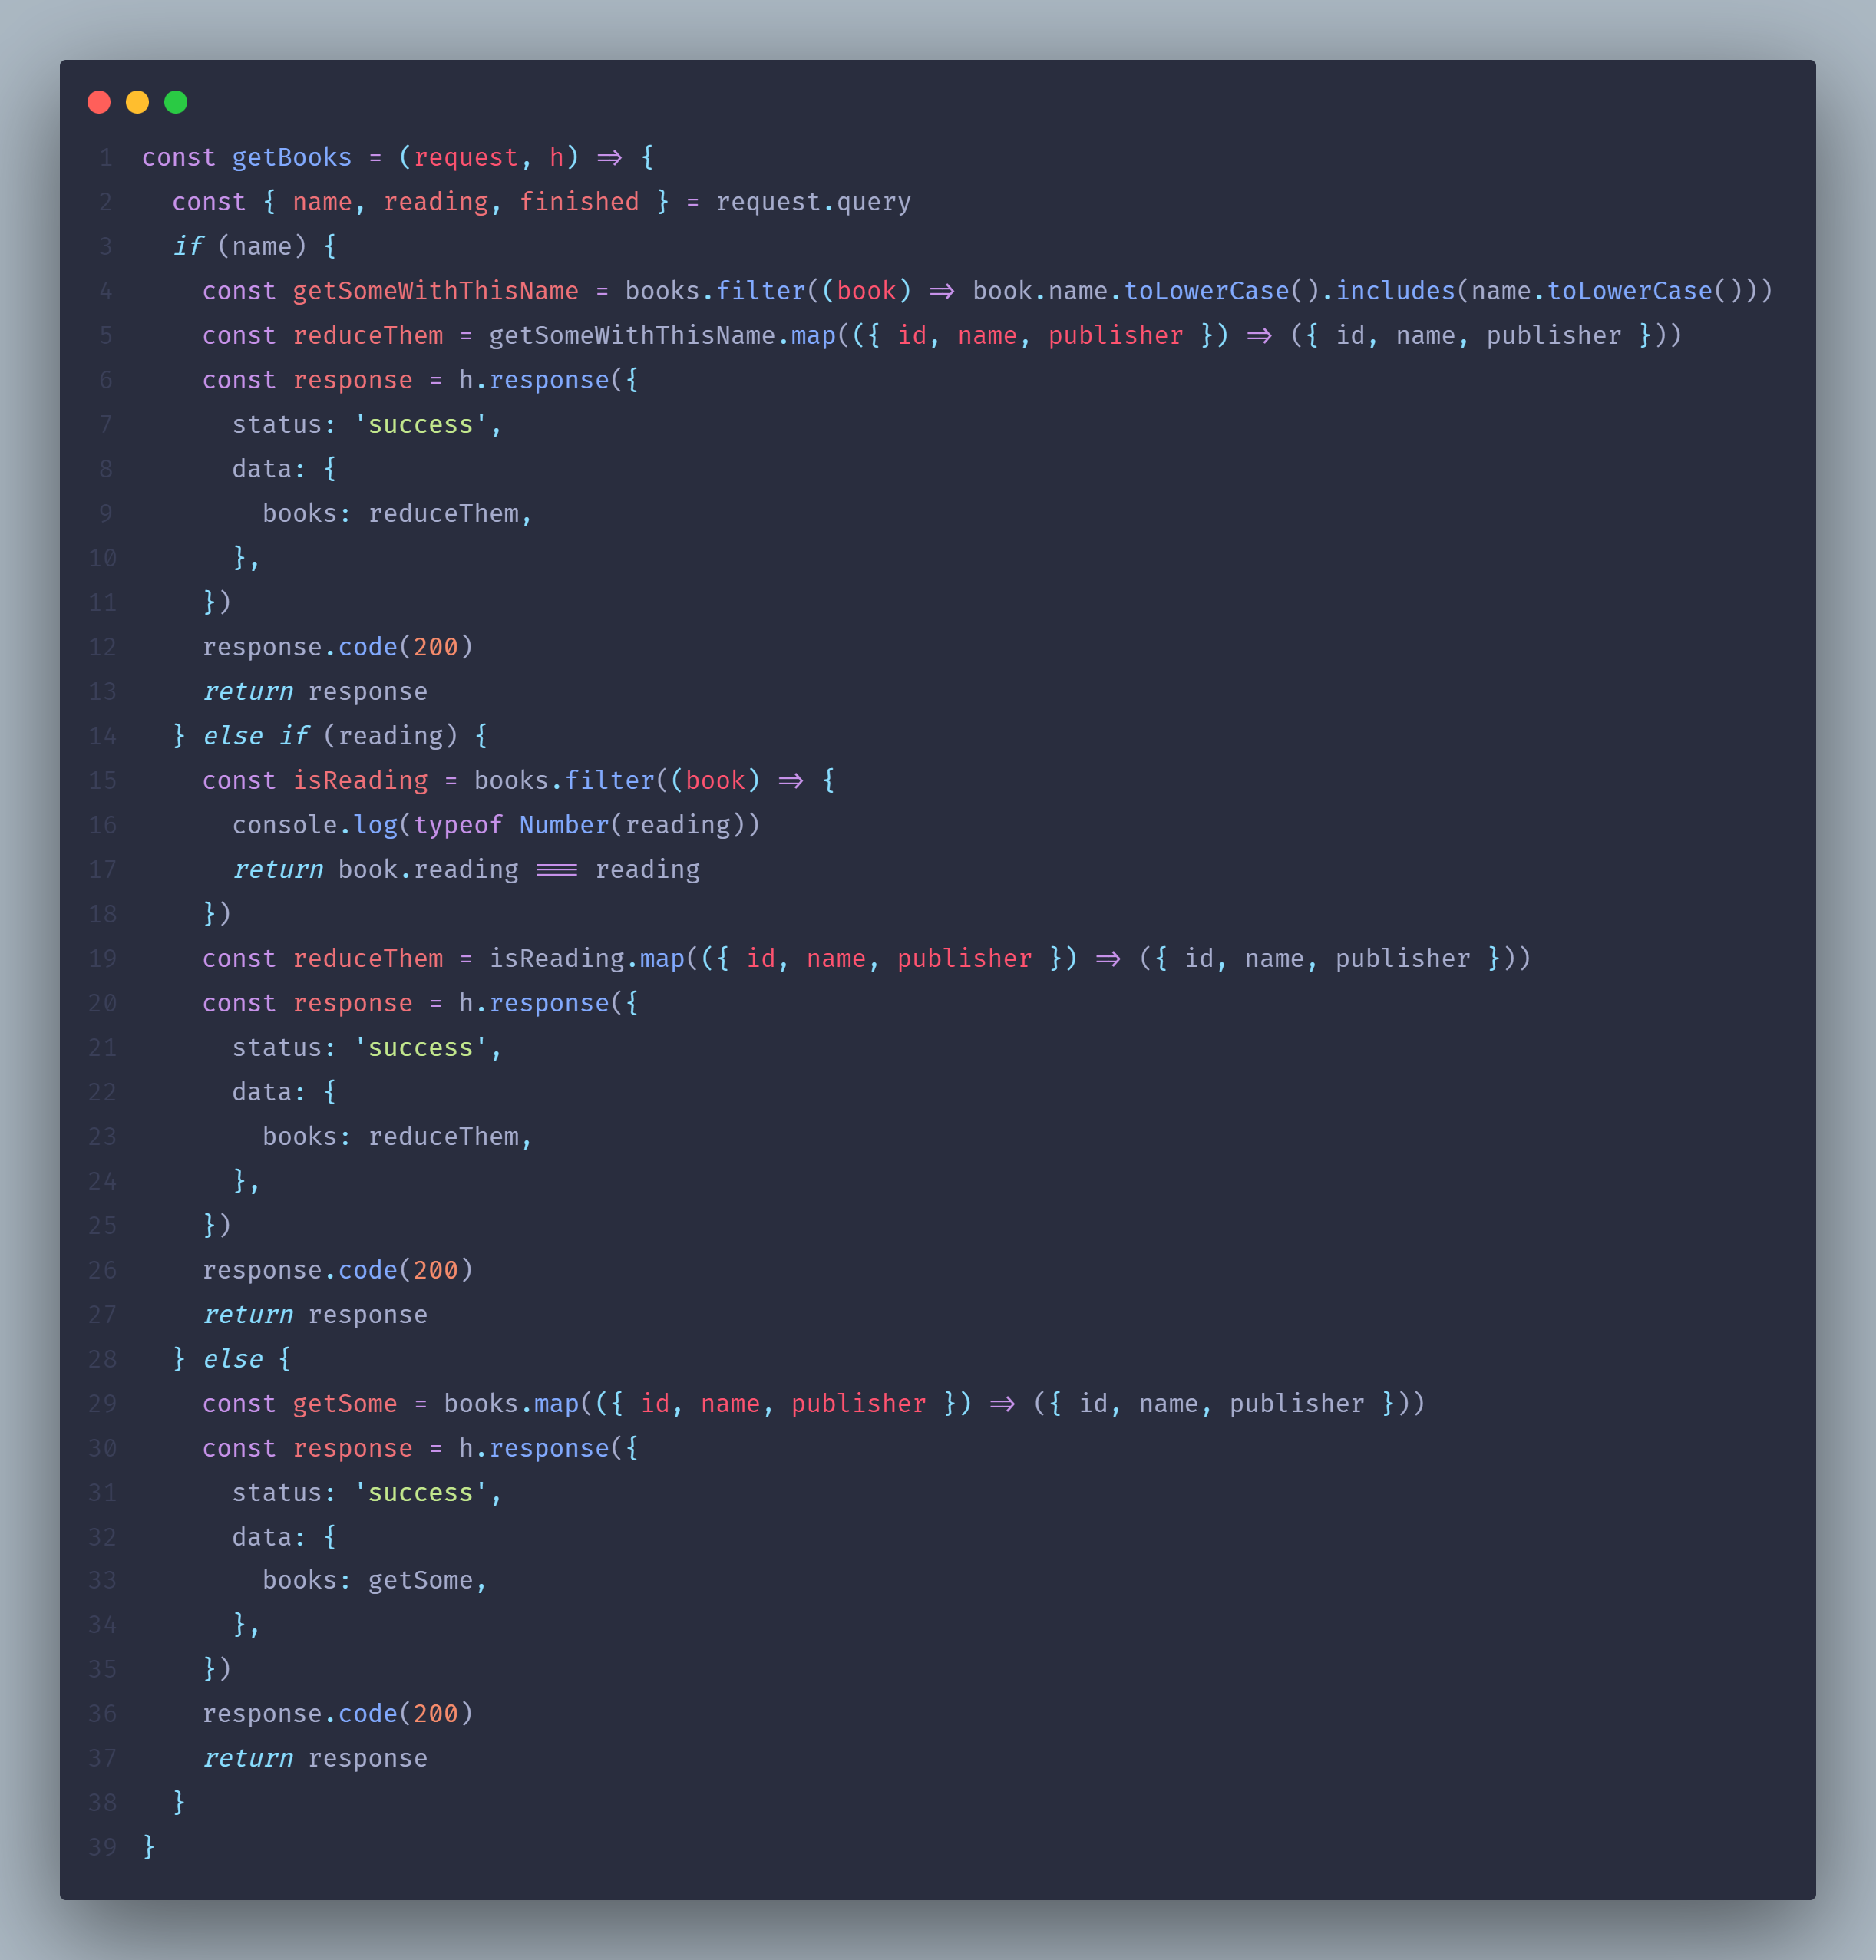 1 const getBooks = (request, h) => {
2   const { name, reading, finished } = request.query
3   if (name) {
4     const getSomeWithThisName = books.filter((book) => book.name.toLowerCase().includes(name.toLowerCase()))
5     const reduceThem = getSomeWithThisName.map(({ id, name, publisher }) => ({ id, name, publisher }))
6     const response = h.response({
7       status: 'success',
8       data: {
9         books: reduceThem,
10       },
11     })
12     response.code(200)
13     return response
14   } else if (reading) {
15     const isReading = books.filter((book) => {
16       console.log(typeof Number(reading))
17       return book.reading === reading
18     })
19     const reduceThem = isReading.map(({ id, name, publisher }) => ({ id, name, publisher }))
20     const response = h.response({
21       status: 'success',
22       data: {
23         books: reduceThem,
24       },
25     })
26     response.code(200)
27     return response
28   } else {
29     const getSome = books.map(({ id, name, publisher }) => ({ id, name, publisher }))
30     const response = h.response({
31       status: 'success',
32       data: {
33         books: getSome,
34       },
35     })
36     response.code(200)
37     return response
38   }
39 }